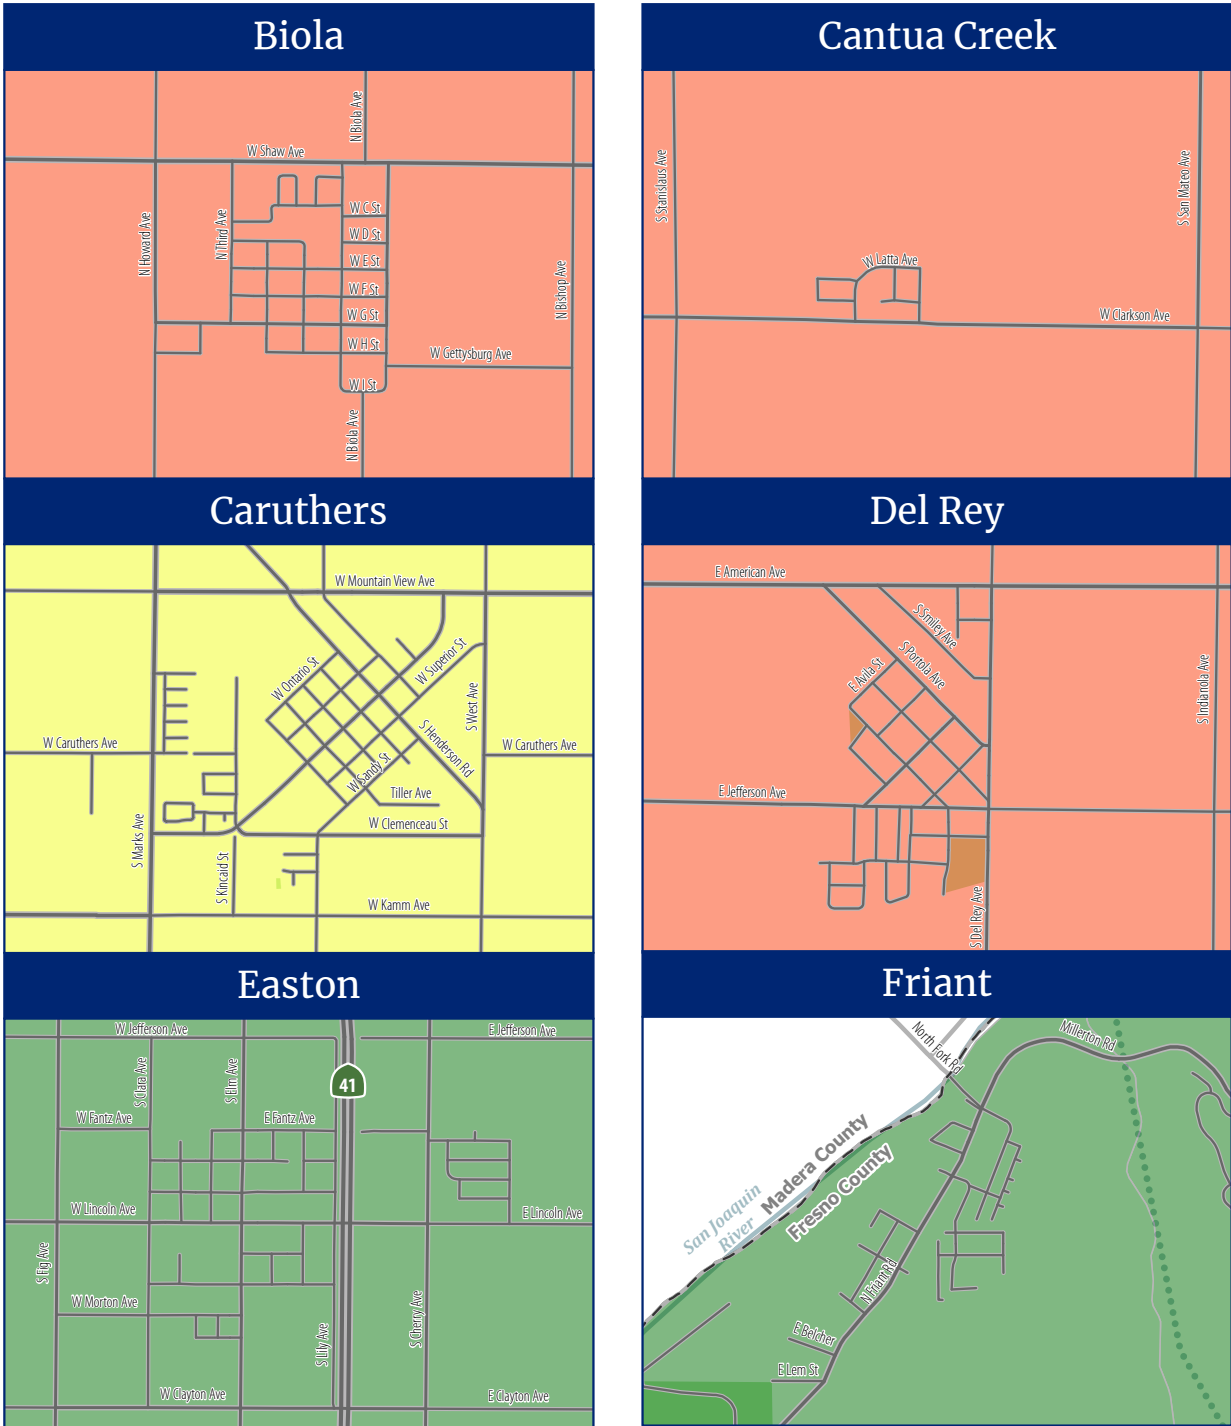 Biola
N Biola Ave
W Shaw Ave
N Howard Ave
N Third Ave
W C St
W D St
W E St
W F St
W G St
W H St
W I St
N Bishop Ave
W Gettysburg Ave
N Biola Ave
Cantua Creek
S Stanislaus Ave
S San Mateo Ave
W Latta Ave
W Clarkson Ave
Caruthers
W Mountain View Ave
W Ontario St
W Superior St
S West Ave
W Caruthers Ave
S Henderson Rd
W Caruthers Ave
W Sandy St
Tiller Ave
S Marks Ave
W Clemenceau St
S Kincaid St
W Kamm Ave
Del Rey
E American Ave
S Smiley Ave
S Portola Ave
E Avila St
S Indianola Ave
E Jefferson Ave
S Del Rey Ave
Easton
W Jefferson Ave
E Jefferson Ave
S Clara Ave
S Elm Ave
41
W Fantz Ave
E Fantz Ave
W Lincoln Ave
E Lincoln Ave
S Fig Ave
W Morton Ave
S Lily Ave
S Cherry Ave
W Clayton Ave
E Clayton Ave
Friant
North Fork Rd
Millerton Rd
Madera County
Fresno County
San Joaquin
River
N Friant Rd
E Belcher
E Lem St